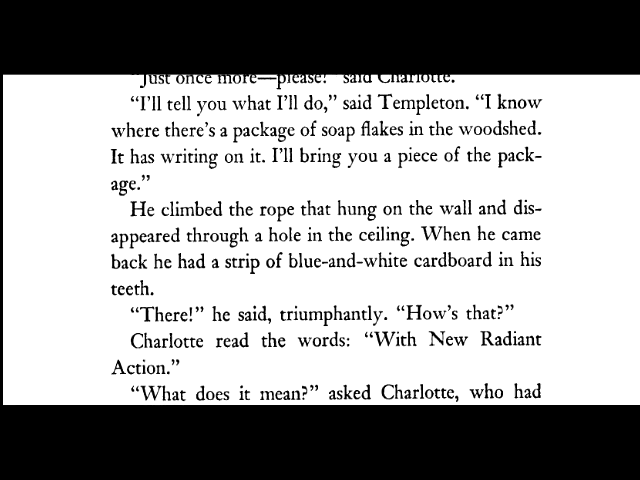 "Just once more—please!" said Charlotte.
"I'll tell you what I'll do," said Templeton. "I know
where there's a package of soap flakes in the woodshed.
It has writing on it. I'll bring you a piece of the pack-
age."
He climbed the rope that hung on the wall and dis-
appeared through a hole in the ceiling. When he came
back he had a strip of blue-and-white cardboard in his
teeth.
"There!" he said, triumphantly. "How's that?"
Charlotte read the words: "With New Radiant
Action."
"What does it mean?" asked Charlotte, who had